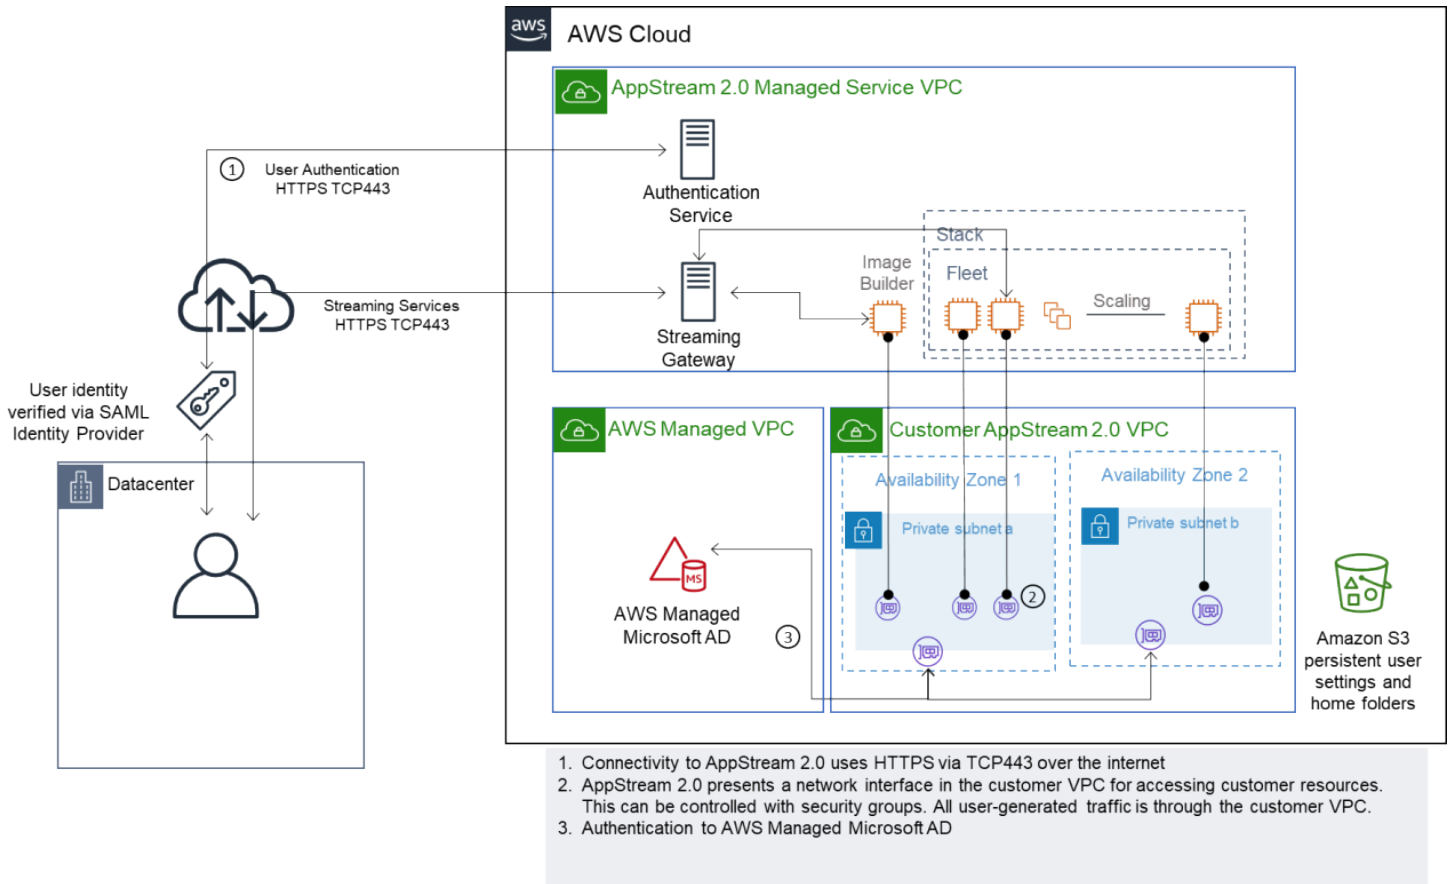 aws
AWS Cloud
AppStream 2.0 Managed Service VPC
1
User Authentication
HTTPS TCP443
Authentication
Service
Stack
Image
Builder
Fleet
Scaling
Streaming Services
HTTPS TCP443
Streaming
Gateway
User identity
verified via SAML
Identity Provider
AWS Managed VPC
Customer AppStream 2.0 VPC
Datacenter
Availability Zone 1
Availability Zone 2
Private subnet a
Private subnet b
MS
2
AWS Managed
Microsoft AD
3
Amazon S3
persistent user
settings and
home folders
1. Connectivity to AppStream 2.0 uses HTTPS via TCP443 over the internet
2. AppStream 2.0 presents a network interface in the customer VPC for accessing customer resources.
This can be controlled with security groups. All user-generated traffic is through the customer VPC.
3. Authentication to AWS Managed Microsoft AD